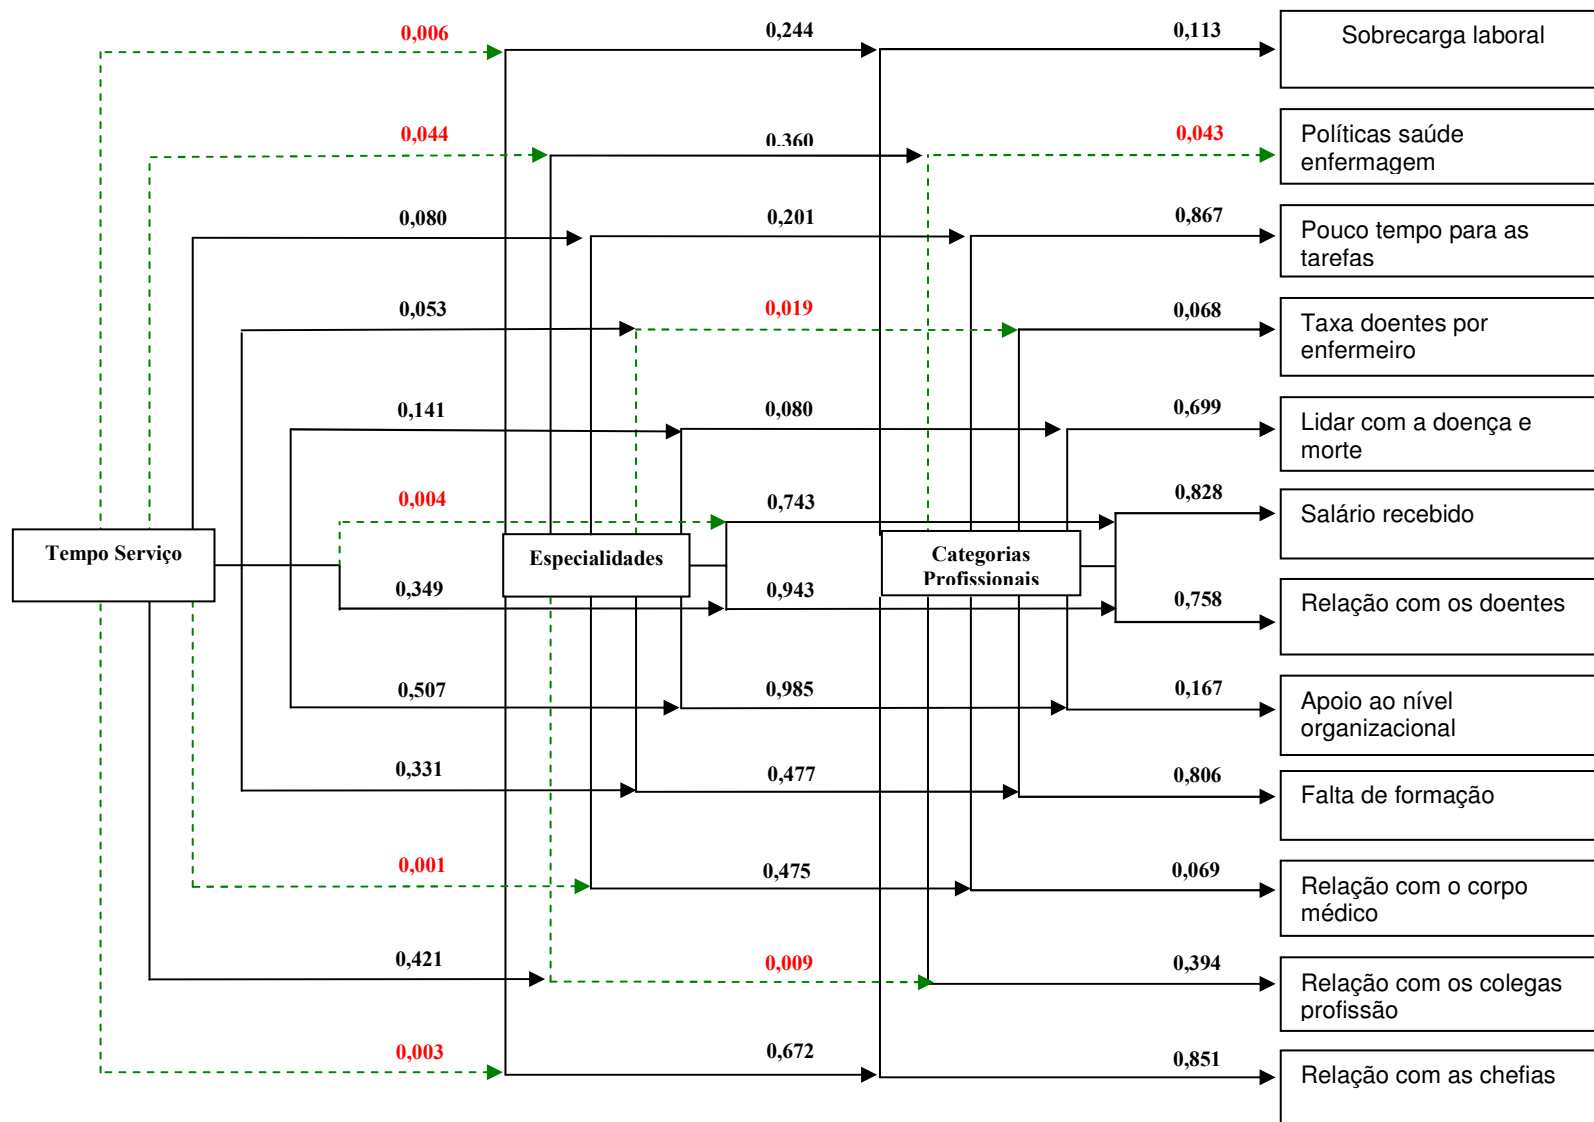 0,006 0,244 0,113 Sobrecarga laboral
0,044 0,360 0,043 Políticas saúde
enfermagem
0,080 0,201 0,867 Pouco tempo para as
tarefas
0,053 0,019 0,068 Taxa doentes por
enfermeiro
0,141 0,080 0,699 Lidar com a doença e
morte
0,004 0,743 0,828 Salário recebido
Tempo Serviço Especialidades Categorias
Profissionais
0,349 0,943 0,758 Relação com os doentes
0,507 0,985 0,167 Apoio ao nível
organizacional
0,331 0,477 0,806 Falta de formação
0,001 0,475 0,069 Relação com o corpo
médico
0,421 0,009 0,394 Relação com os colegas
profissão
0,003 0,672 0,851 Relação com as chefias